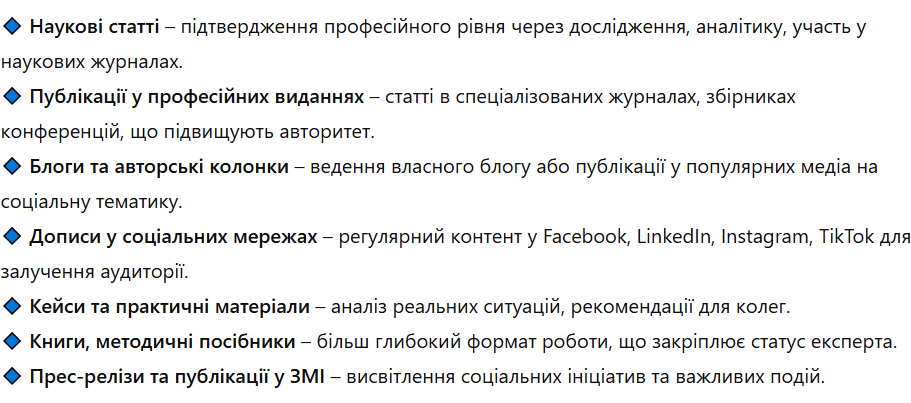 🔷 Наукові статті – підтвердження професійного рівня через дослідження, аналітику, участь у
наукових журналах.
🔷 Публікації у професійних виданнях – статті в спеціалізованих журналах, збірниках
конференцій, що підвищують авторитет.
🔷 Блоги та авторські колонки – ведення власного блогу або публікації у популярних медіа на
соціальну тематику.
🔷 Дописи у соціальних мережах – регулярний контент у Facebook, LinkedIn, Instagram, TikTok для
залучення аудиторії.
🔷 Кейси та практичні матеріали – аналіз реальних ситуацій, рекомендації для колег.
🔷 Книги, методичні посібники – більш глибокий формат роботи, що закріплює статус експерта.
🔷 Прес-релізи та публікації у ЗМІ – висвітлення соціальних ініціатив та важливих подій.